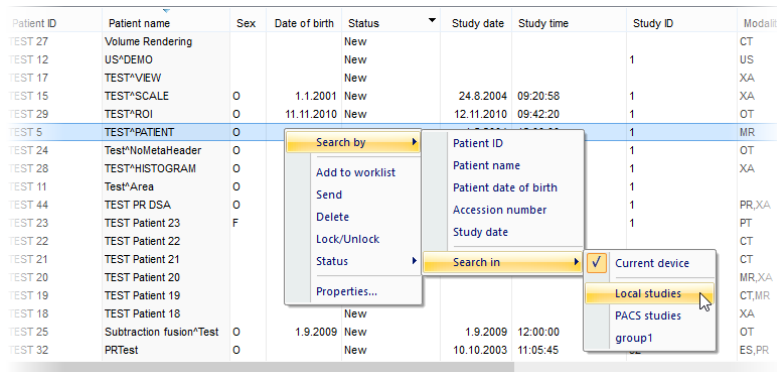 Patient ID Patient name Sex Date of birth Status Study date Study time Study ID Modalit
TEST 27 Volume Rendering New CT
TEST 12 US^DEMO New 1 US
TEST 17 TEST^VIEW New XA
TEST 15 TEST^SCALE O 1.1.2001 New 24.8.2004 09:20:58 1 XA
TEST 29 TEST^ROI O 11.11.2010 New 12.11.2010 09:42:20 1 OT
TEST 5 TEST^PATIENT O 1 MR
TEST 24 Test^NoMetaHeader O 1 OT
TEST 28 TEST^HISTOGRAM O 1 XA
TEST 11 Test^Area O 1
TEST 44 TEST PR DSA O 1 PR,XA
TEST 23 TEST Patient 23 F 1 PT
TEST 22 TEST Patient 22 CT
TEST 21 TEST Patient 21 CT
TEST 20 TEST Patient 20 MR,XA
TEST 19 TEST Patient 19 CT,MR
TEST 18 TEST Patient 18 New XA
TEST 25 Subtraction fusion^Test O 1.9.2009 New 1.9.2009 12:00:00 OT
TEST 32 PRTest O New 10.10.2003 11:05:45 ES,PR
Search by
Add to worklist
Send
Delete
Lock/Unlock
Status
Properties...
Patient ID
Patient name
Patient date of birth
Accession number
Study date
Search in
Current device
Local studies
PACS studies
group1